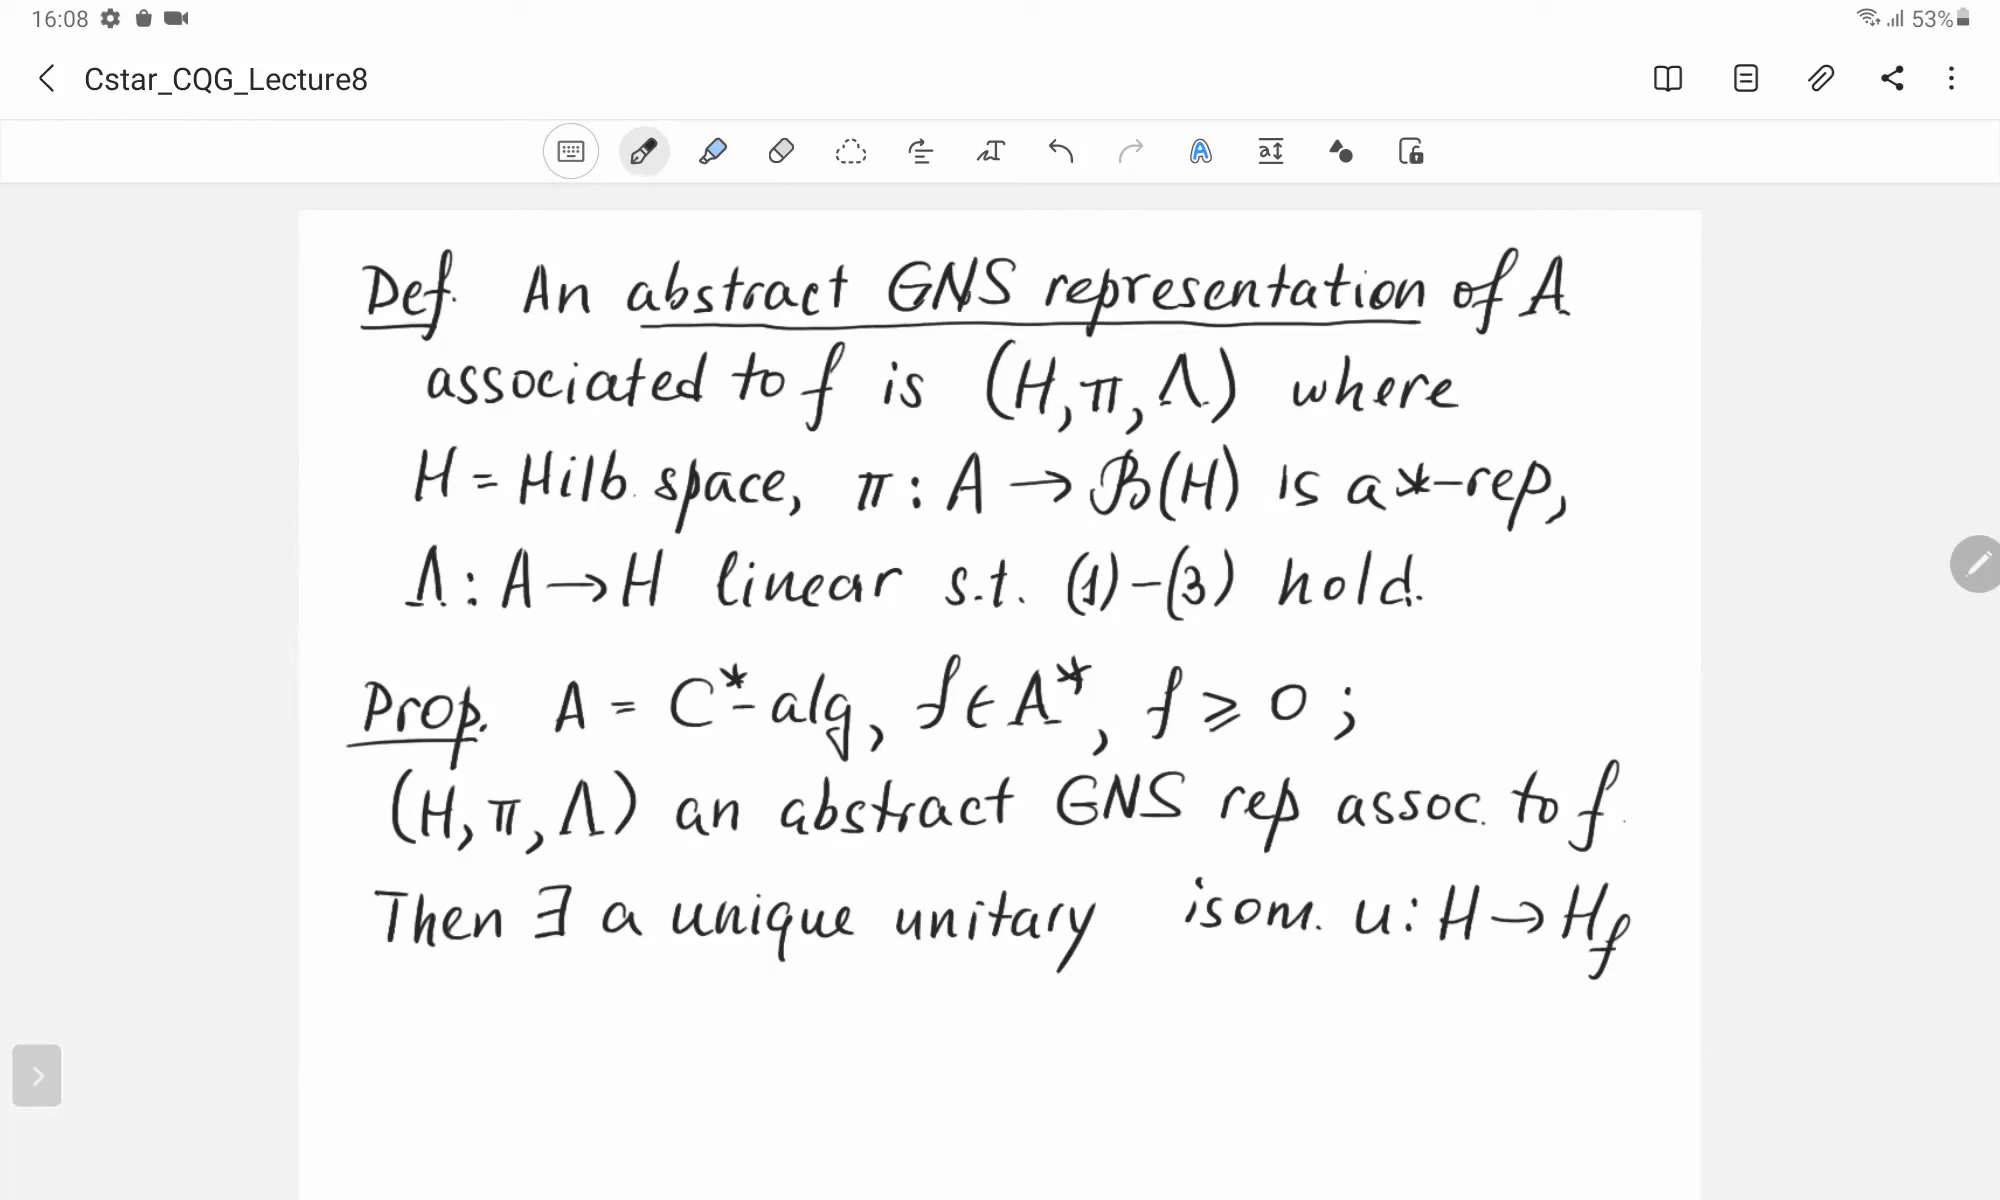 16:08 53%
Cstar_CQG_Lecture8
Def. An abstract GNS representation of A
associated to f is (H, π, Λ) where
H = Hilb. space, π : A → B(H) is a *-rep,
Λ : A → H linear s.t. (1)-(3) hold.
Prop. A = C*-alg, f ∈ A*, f ⩾ 0 ;
(H, π, Λ) an abstract GNS rep assoc. to f.
Then ∃ a unique unitary isom. u : H → H_f